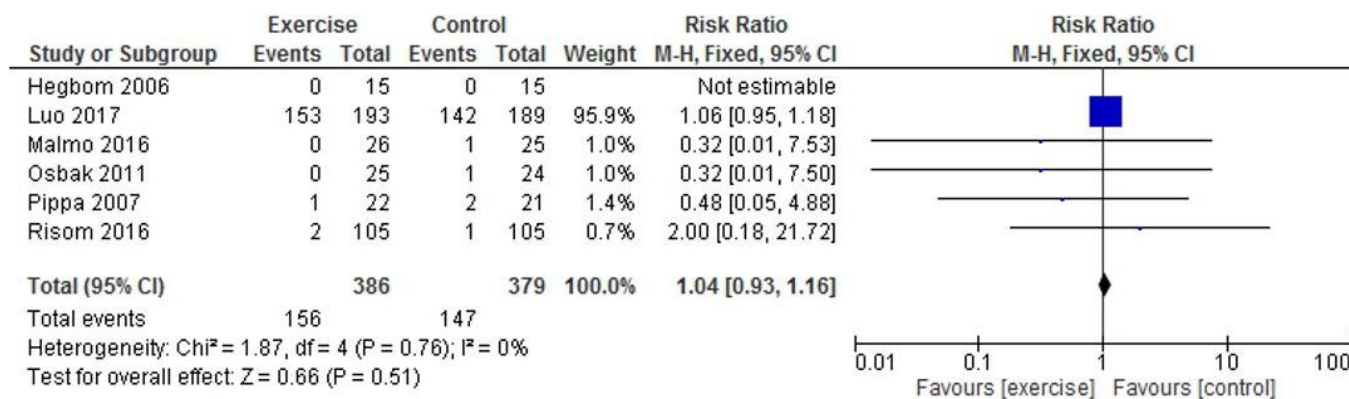 Exercise Control Risk Ratio Risk Ratio
Study or Subgroup Events Total Events Total Weight M-H, Fixed, 95% CI M-H, Fixed, 95% CI
Hegbom 2006 0 15 0 15 Not estimable
Luo 2017 153 193 142 189 95.9% 1.06 [0.95, 1.18]
Malmo 2016 0 26 1 25 1.0% 0.32 [0.01, 7.53]
Osbak 2011 0 25 1 24 1.0% 0.32 [0.01, 7.50]
Pippa 2007 1 22 2 21 1.4% 0.48 [0.05, 4.88]
Risom 2016 2 105 1 105 0.7% 2.00 [0.18, 21.72]
Total (95% CI) 386 379 100.0% 1.04 [0.93, 1.16]
Total events 156 147
Heterogeneity: Chi² = 1.87, df = 4 (P = 0.76); I² = 0%
Test for overall effect: Z = 0.66 (P = 0.51)
0.01 0.1 1 10 100
Favours [exercise] Favours [control]